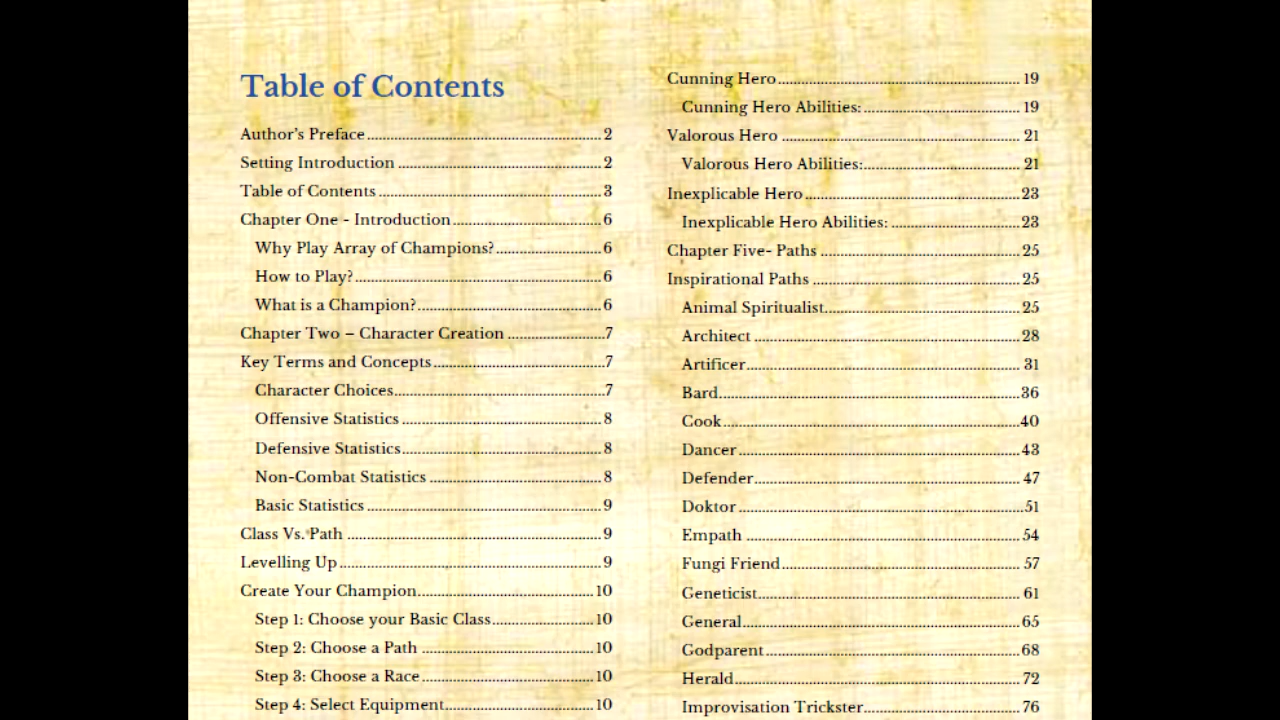 Table of Contents
Author's Preface 2
Setting Introduction 2
Table of Contents 3
Chapter One - Introduction 6
Why Play Array of Champions? 6
How to Play? 6
What is a Champion? 6
Chapter Two – Character Creation 7
Key Terms and Concepts 7
Character Choices 7
Offensive Statistics 8
Defensive Statistics 8
Non-Combat Statistics 8
Basic Statistics 9
Class Vs. Path 9
Levelling Up 9
Create Your Champion 10
Step 1: Choose your Basic Class 10
Step 2: Choose a Path 10
Step 3: Choose a Race 10
Step 4: Select Equipment 10
Cunning Hero 19
Cunning Hero Abilities: 19
Valorous Hero 21
Valorous Hero Abilities: 21
Inexplicable Hero 23
Inexplicable Hero Abilities: 23
Chapter Five- Paths 25
Inspirational Paths 25
Animal Spiritualist 25
Architect 28
Artificer 31
Bard 36
Cook 40
Dancer 43
Defender 47
Doktor 51
Empath 54
Fungi Friend 57
Geneticist 61
General 65
Godparent 68
Herald 72
Improvisation Trickster 76